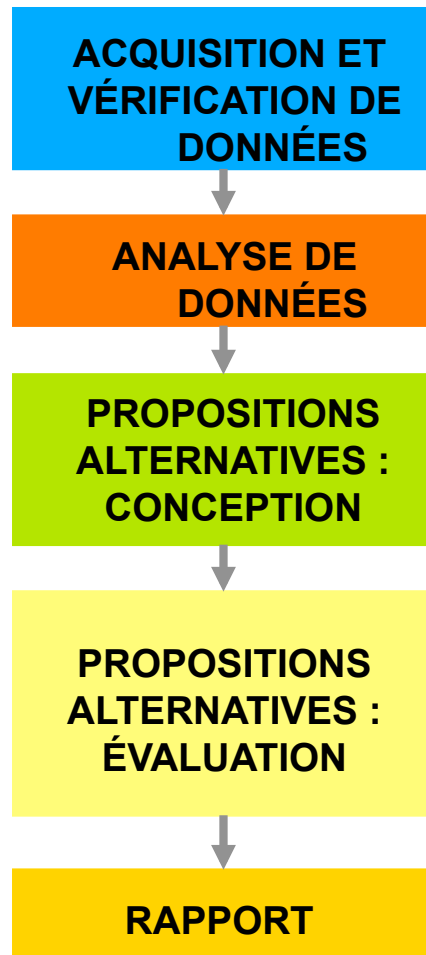 ACQUISITION ET
VÉRIFICATION DE
DONNÉES
ANALYSE DE
DONNÉES
PROPOSITIONS
ALTERNATIVES :
CONCEPTION
PROPOSITIONS
ALTERNATIVES :
ÉVALUATION
RAPPORT